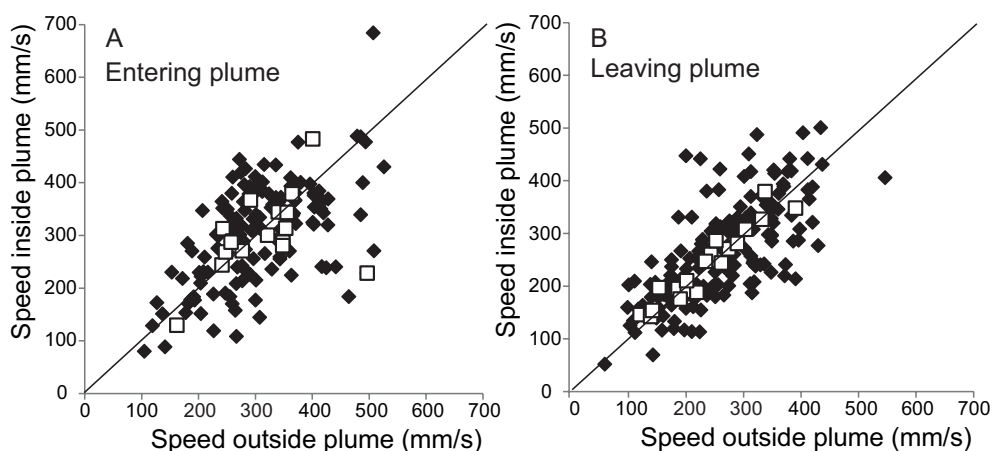 A
Entering plume
Speed inside plume (mm/s)
700
600
500
400
300
200
100
0
0 100 200 300 400 500 600 700
Speed outside plume (mm/s)
B
Leaving plume
Speed inside plume (mm/s)
700
600
500
400
300
200
100
0
0 100 200 300 400 500 600 700
Speed outside plume (mm/s)